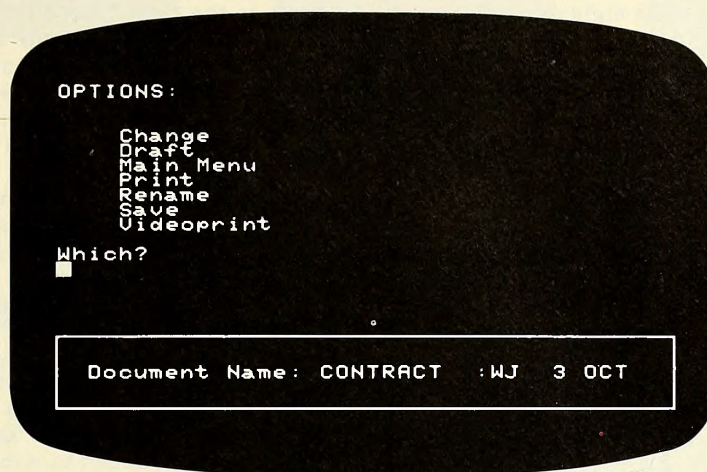 OPTIONS:
Change
Draft
Main Menu
Print
Rename
Save
Videoprint
Which?
Document Name: CONTRACT :WJ 3 OCT